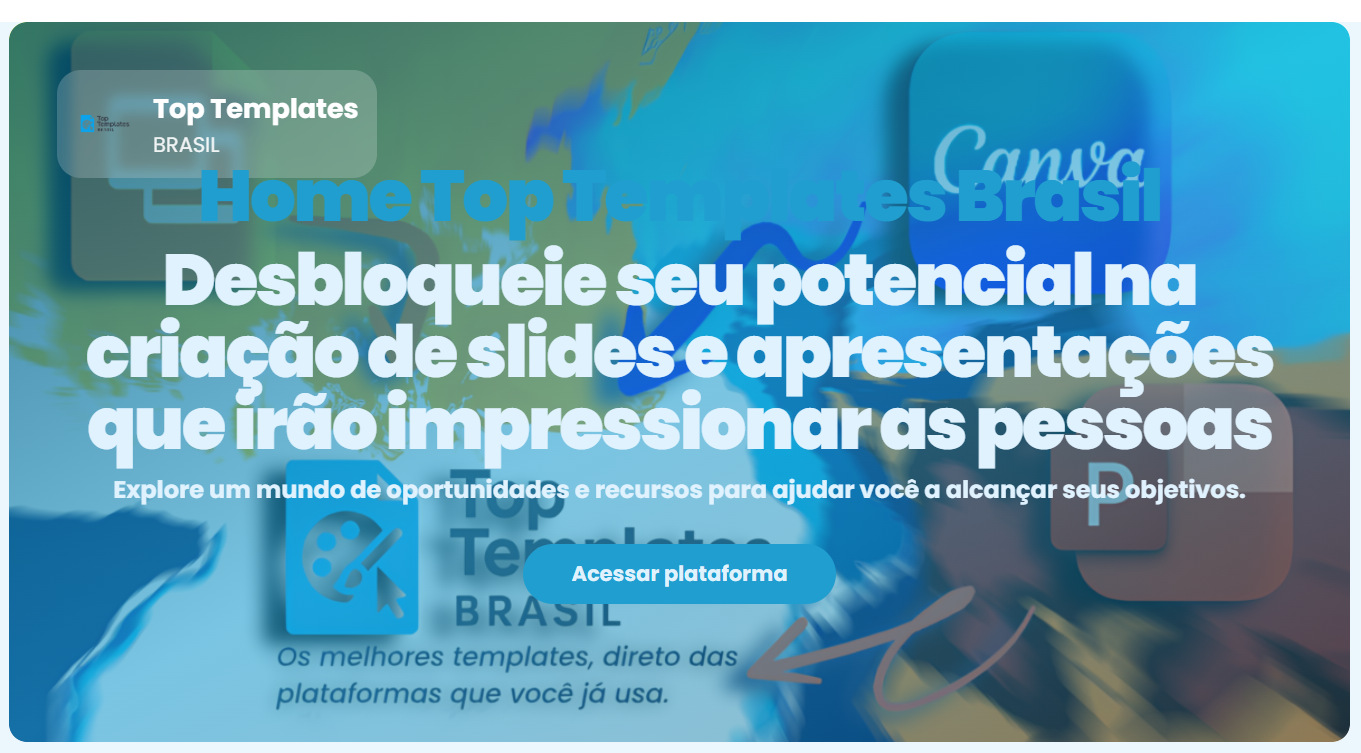 Top Templates
BRASIL
Top
Templates
BRASIL
Canva
Home Top Templates Brasil
Desbloqueie seu potencial na
criação de slides e apresentações
que irão impressionar as pessoas
P
Explore um mundo de oportunidades e recursos para ajudar você a alcançar seus objetivos.
Top
Templates
Acessar plataforma
BRASIL
Os melhores templates, direto das
plataformas que você já usa.